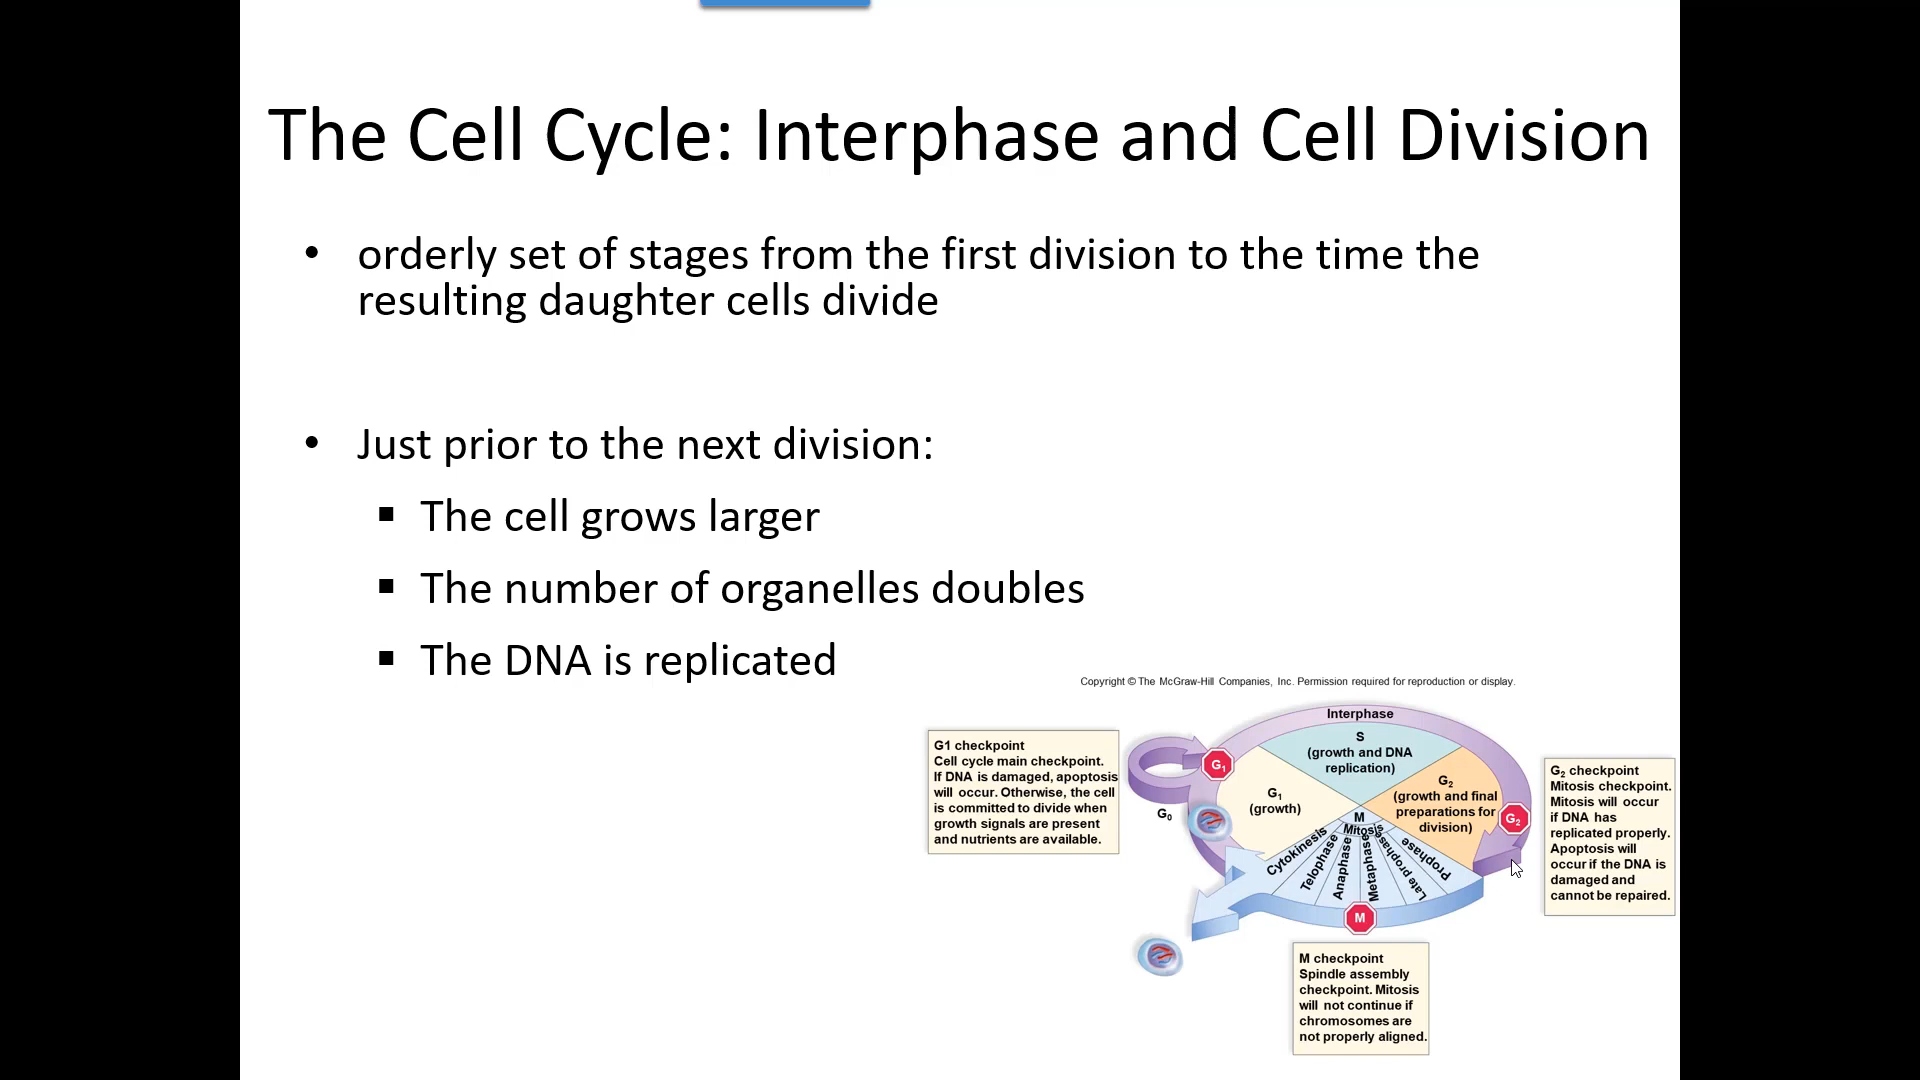 The Cell Cycle: Interphase and Cell Division
• orderly set of stages from the first division to the time the
resulting daughter cells divide
• Just prior to the next division:
▪ The cell grows larger
▪ The number of organelles doubles
▪ The DNA is replicated
Copyright © The McGraw-Hill Companies, Inc. Permission required for reproduction or display.
G1 checkpoint
Cell cycle main checkpoint.
If DNA is damaged, apoptosis
will occur. Otherwise, the cell
is committed to divide when
growth signals are present
and nutrients are available.
G₀
G₁
Interphase
S
(growth and DNA
replication)
G₁
(growth)
G₂
(growth and final
preparations for
division)
G₂
M
Mitosis
Cytokinesis
Telophase
Anaphase
Metaphase
Late prophase
Prophase
M
G₂ checkpoint
Mitosis checkpoint.
Mitosis will occur
if DNA has
replicated properly.
Apoptosis will
occur if the DNA is
damaged and
cannot be repaired.
M checkpoint
Spindle assembly
checkpoint. Mitosis
will not continue if
chromosomes are
not properly aligned.